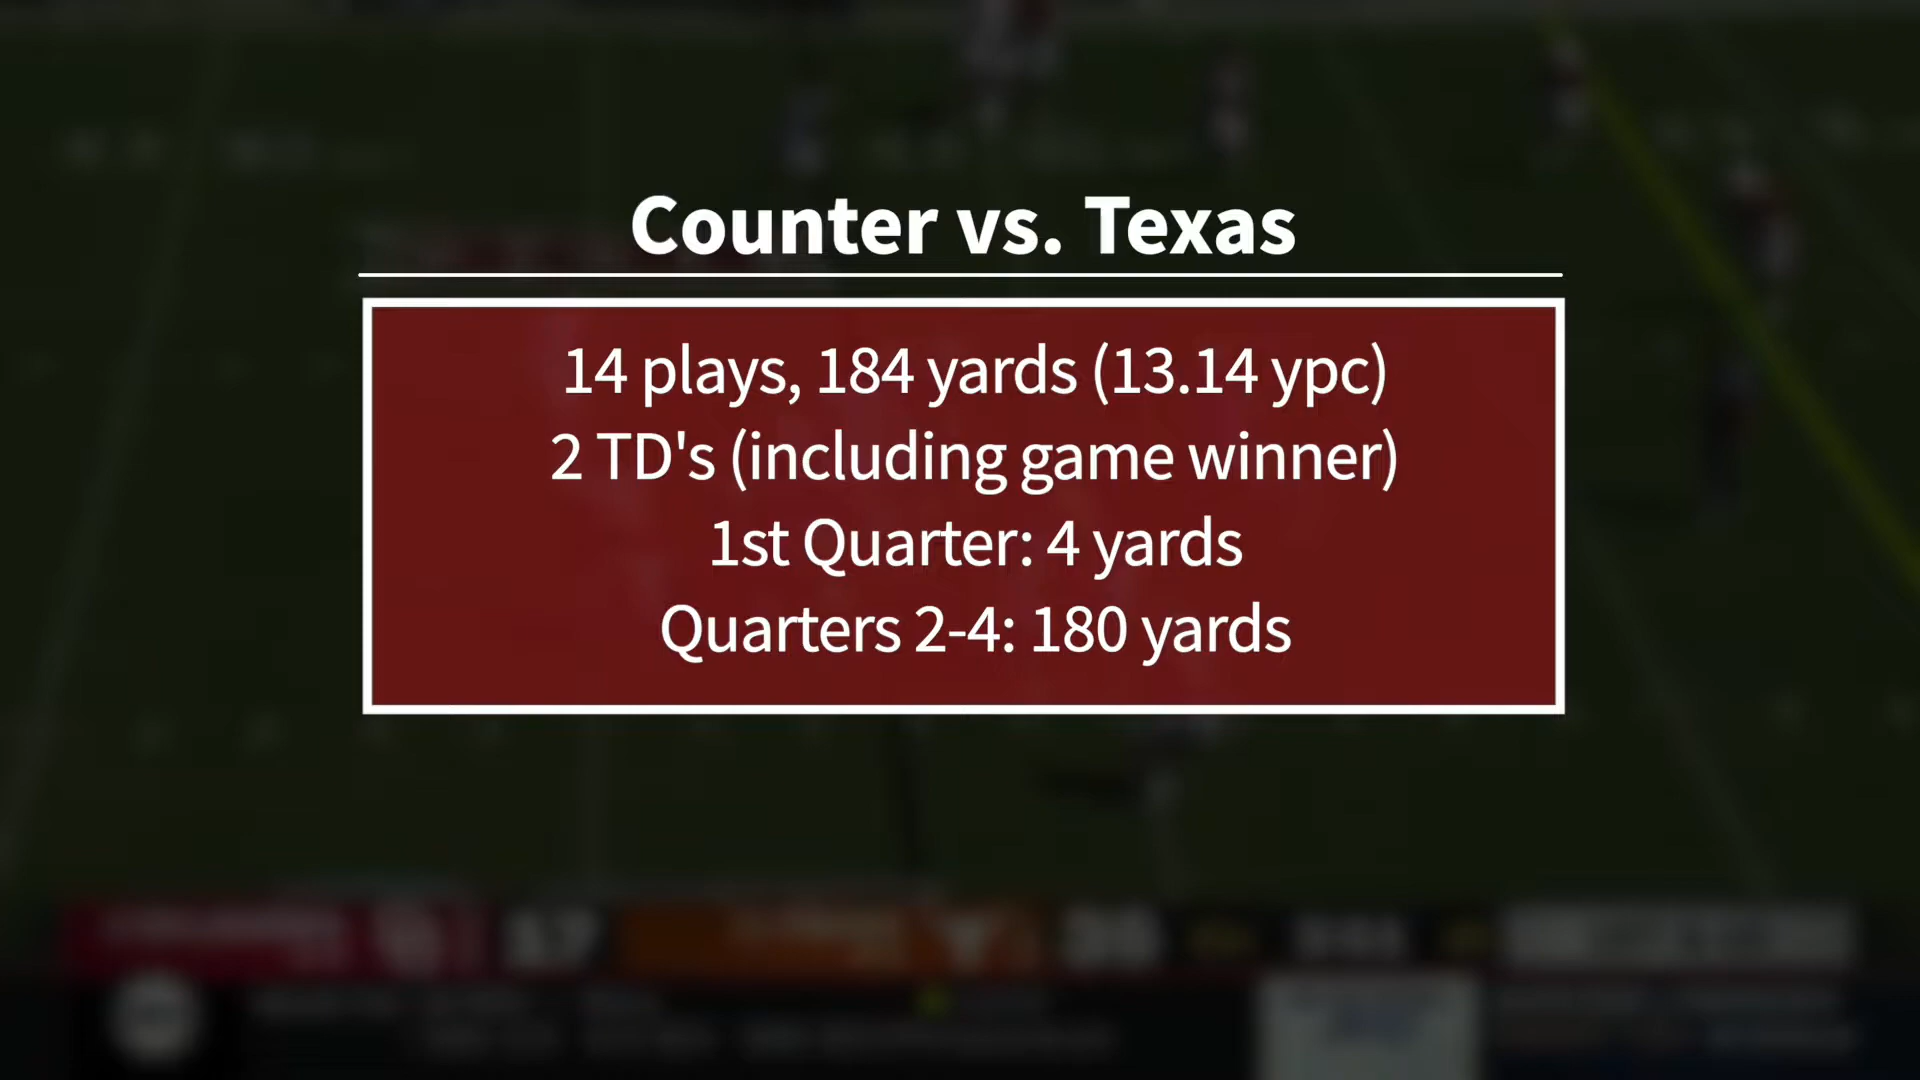 Counter vs. Texas
14 plays, 184 yards (13.14 ypc)
2 TD's (including game winner)
1st Quarter: 4 yards
Quarters 2-4: 180 yards
17